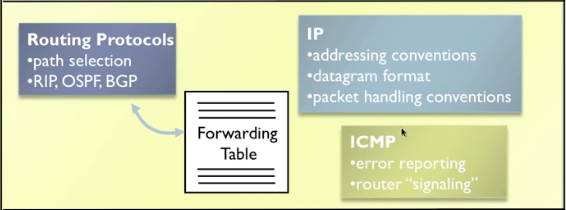 Routing Protocols
•path selection
•RIP, OSPF, BGP
IP
•addressing conventions
•datagram format
•packet handling conventions
Forwarding
Table
ICMP
•error reporting
•router “signaling”